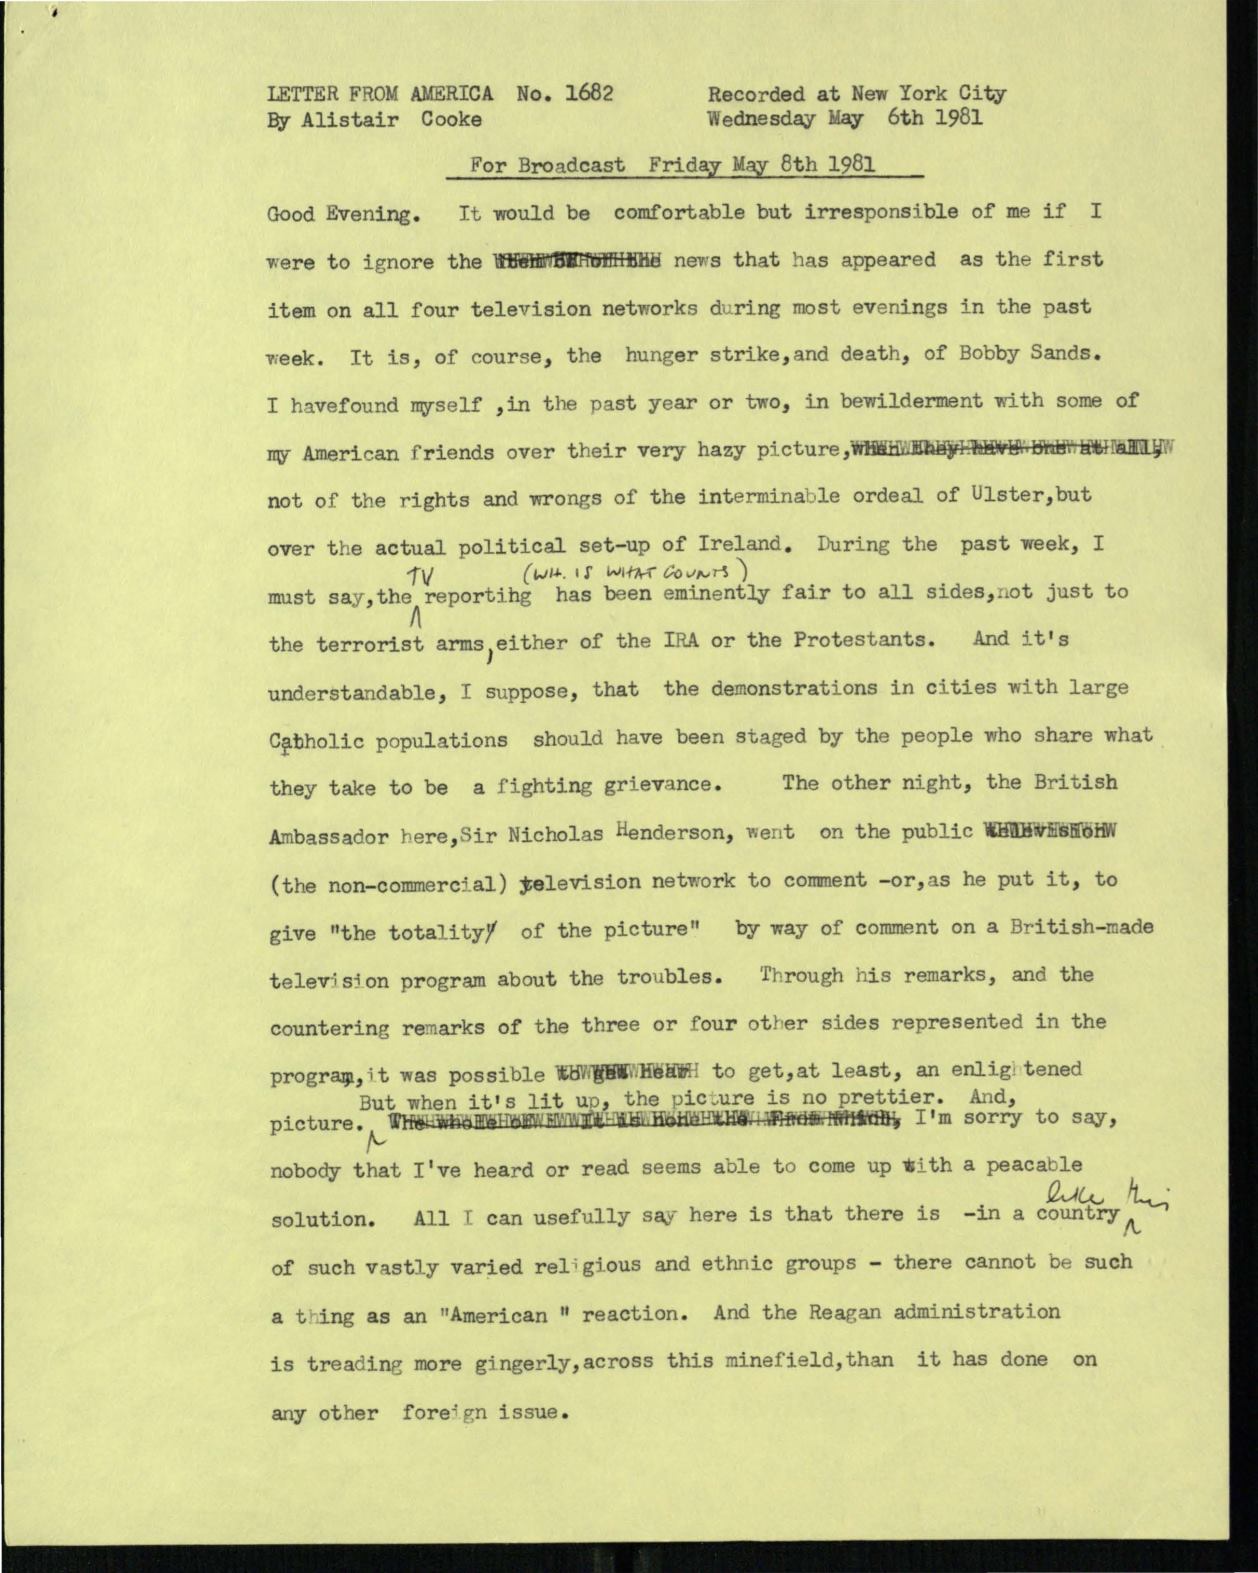 LETTER FROM AMERICA No. 1682 Recorded at New York City
By Alistair Cooke Wednesday May 6th 1981
For Broadcast Friday May 8th 1981
Good Evening. It would be comfortable but irresponsible of me if I
were to ignore the news that has appeared as the first
item on all four television networks during most evenings in the past
week. It is, of course, the hunger strike,and death, of Bobby Sands.
I havefound myself ,in the past year or two, in bewilderment with some of
my American friends over their very hazy picture, when they have one at all,
not of the rights and wrongs of the interminable ordeal of Ulster,but
over the actual political set-up of Ireland. During the past week, I
TV (WH. IS WHAT COUNTS)
must say,the reporting has been eminently fair to all sides,not just to
the terrorist arms,either of the IRA or the Protestants. And it's
understandable, I suppose, that the demonstrations in cities with large
Catholic populations should have been staged by the people who share what
they take to be a fighting grievance. The other night, the British
Ambassador here,Sir Nicholas Henderson, went on the public television
(the non-commercial) television network to comment -or,as he put it, to
give "the totality" of the picture" by way of comment on a British-made
television program about the troubles. Through his remarks, and the
countering remarks of the three or four other sides represented in the
program,it was possible to get,at least, an enlightened
But when it's lit up, the picture is no prettier. And,
picture. I'm sorry to say,
nobody that I've heard or read seems able to come up tith a peacable
like this
solution. All I can usefully say here is that there is -in a country
of such vastly varied religious and ethnic groups - there cannot be such
a thing as an "American " reaction. And the Reagan administration
is treading more gingerly,across this minefield,than it has done on
any other foreign issue.